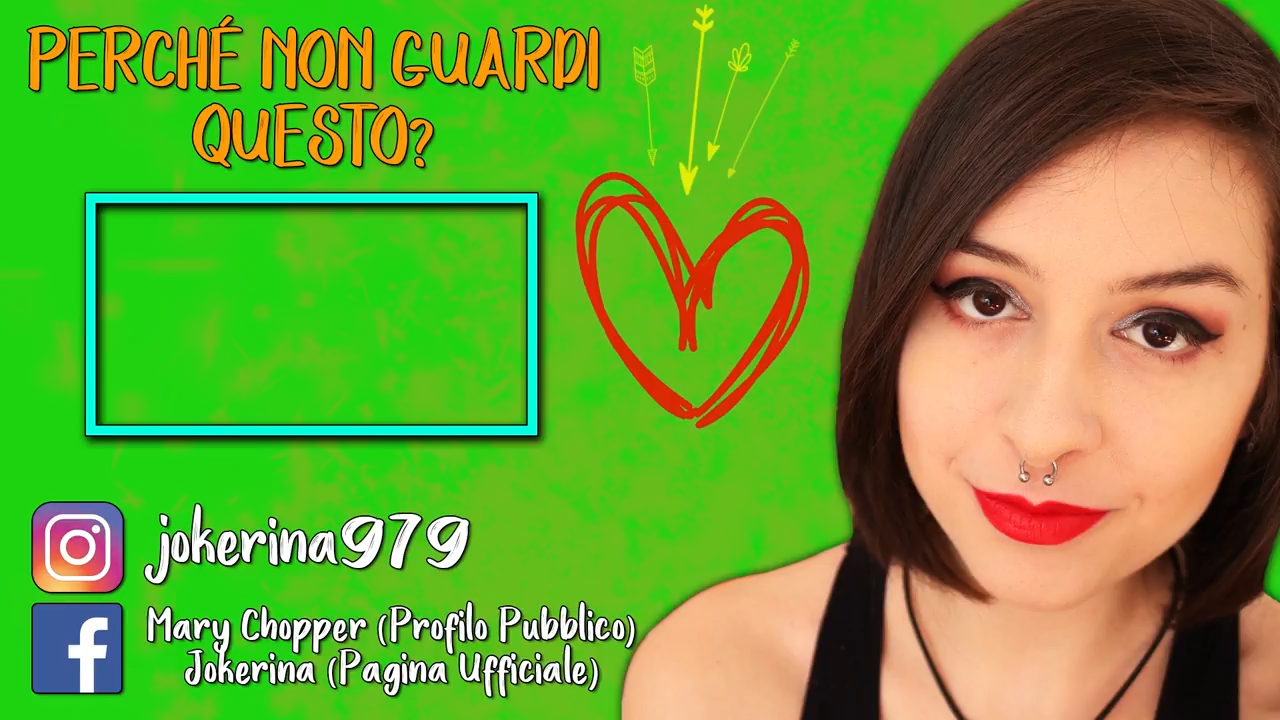 PERCHÉ NON GUARDI
QUESTO?
jokerina979
Mary Chopper (Profilo Pubblico)
Jokerina (Pagina Ufficiale)